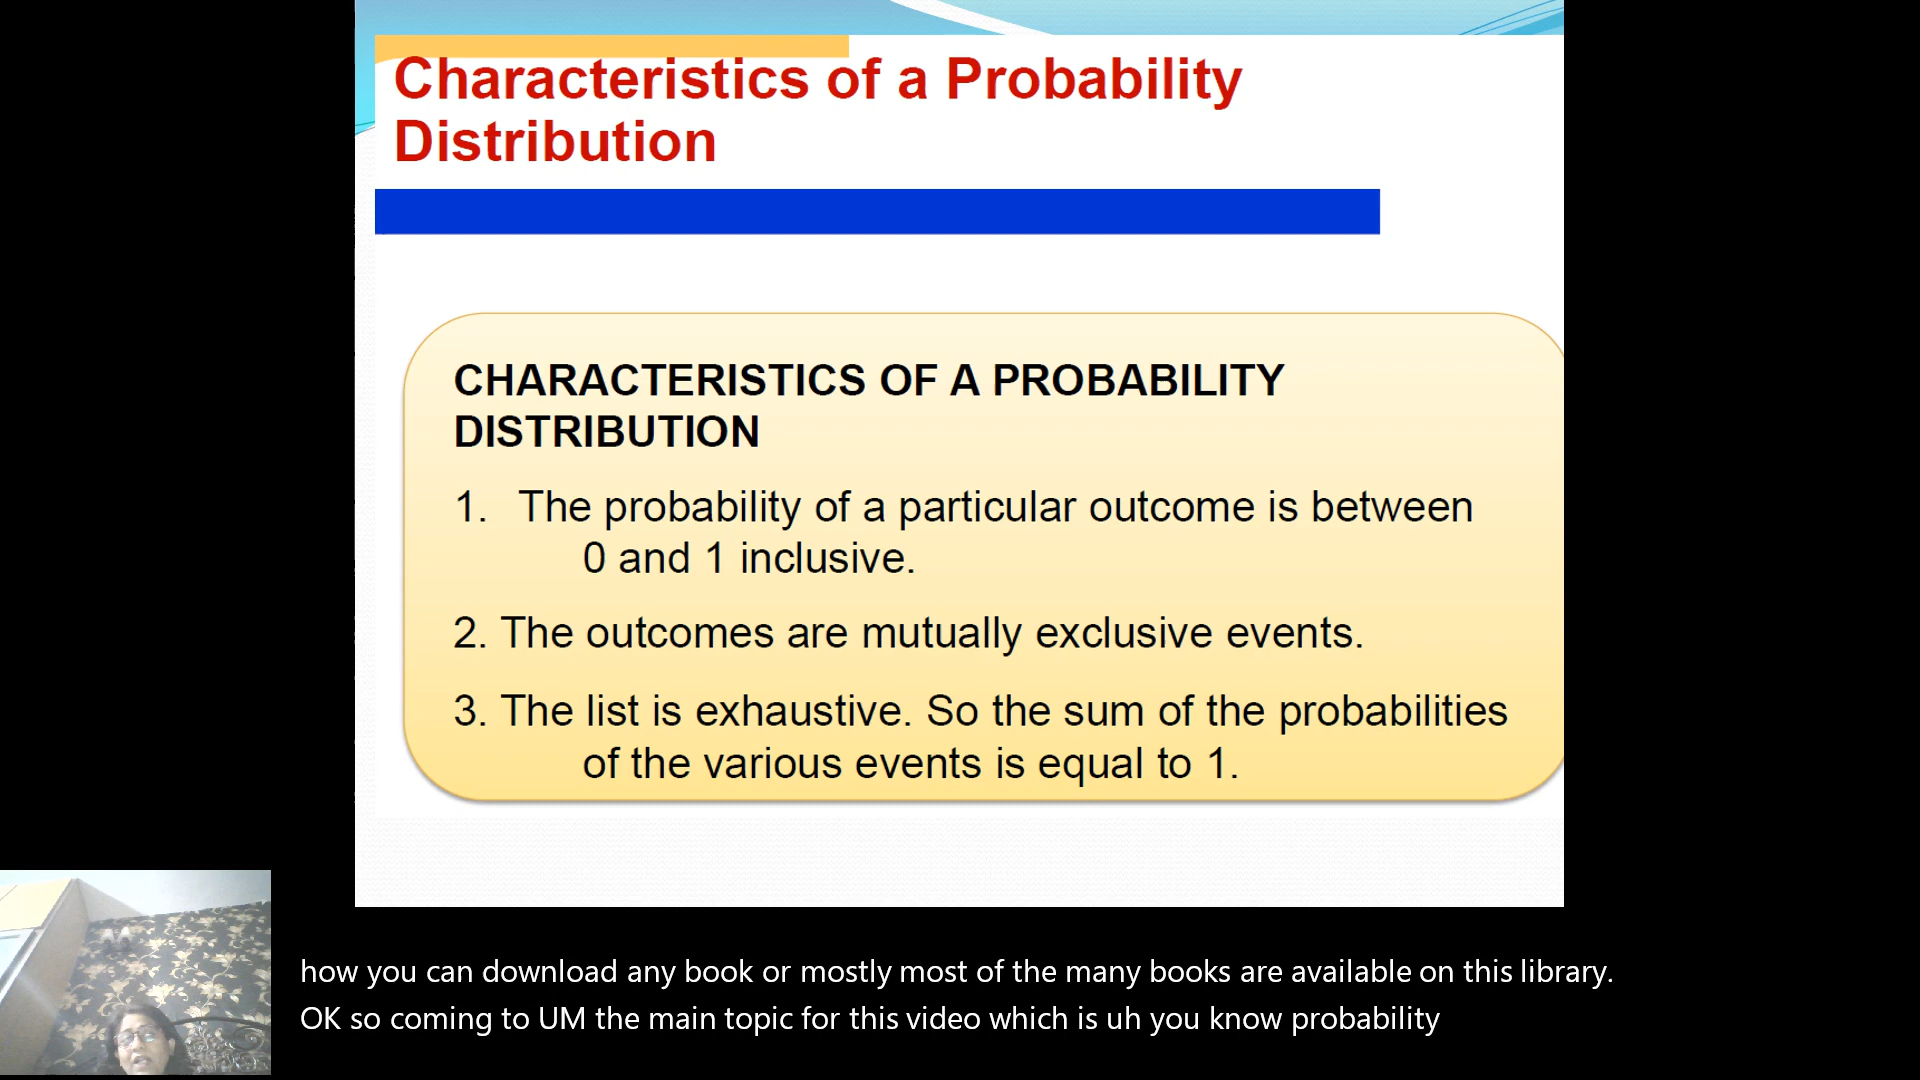 Characteristics of a Probability
Distribution
CHARACTERISTICS OF A PROBABILITY
DISTRIBUTION
1. The probability of a particular outcome is between
0 and 1 inclusive.
2. The outcomes are mutually exclusive events.
3. The list is exhaustive. So the sum of the probabilities
of the various events is equal to 1.
how you can download any book or mostly most of the many books are available on this library.
OK so coming to UM the main topic for this video which is uh you know probability